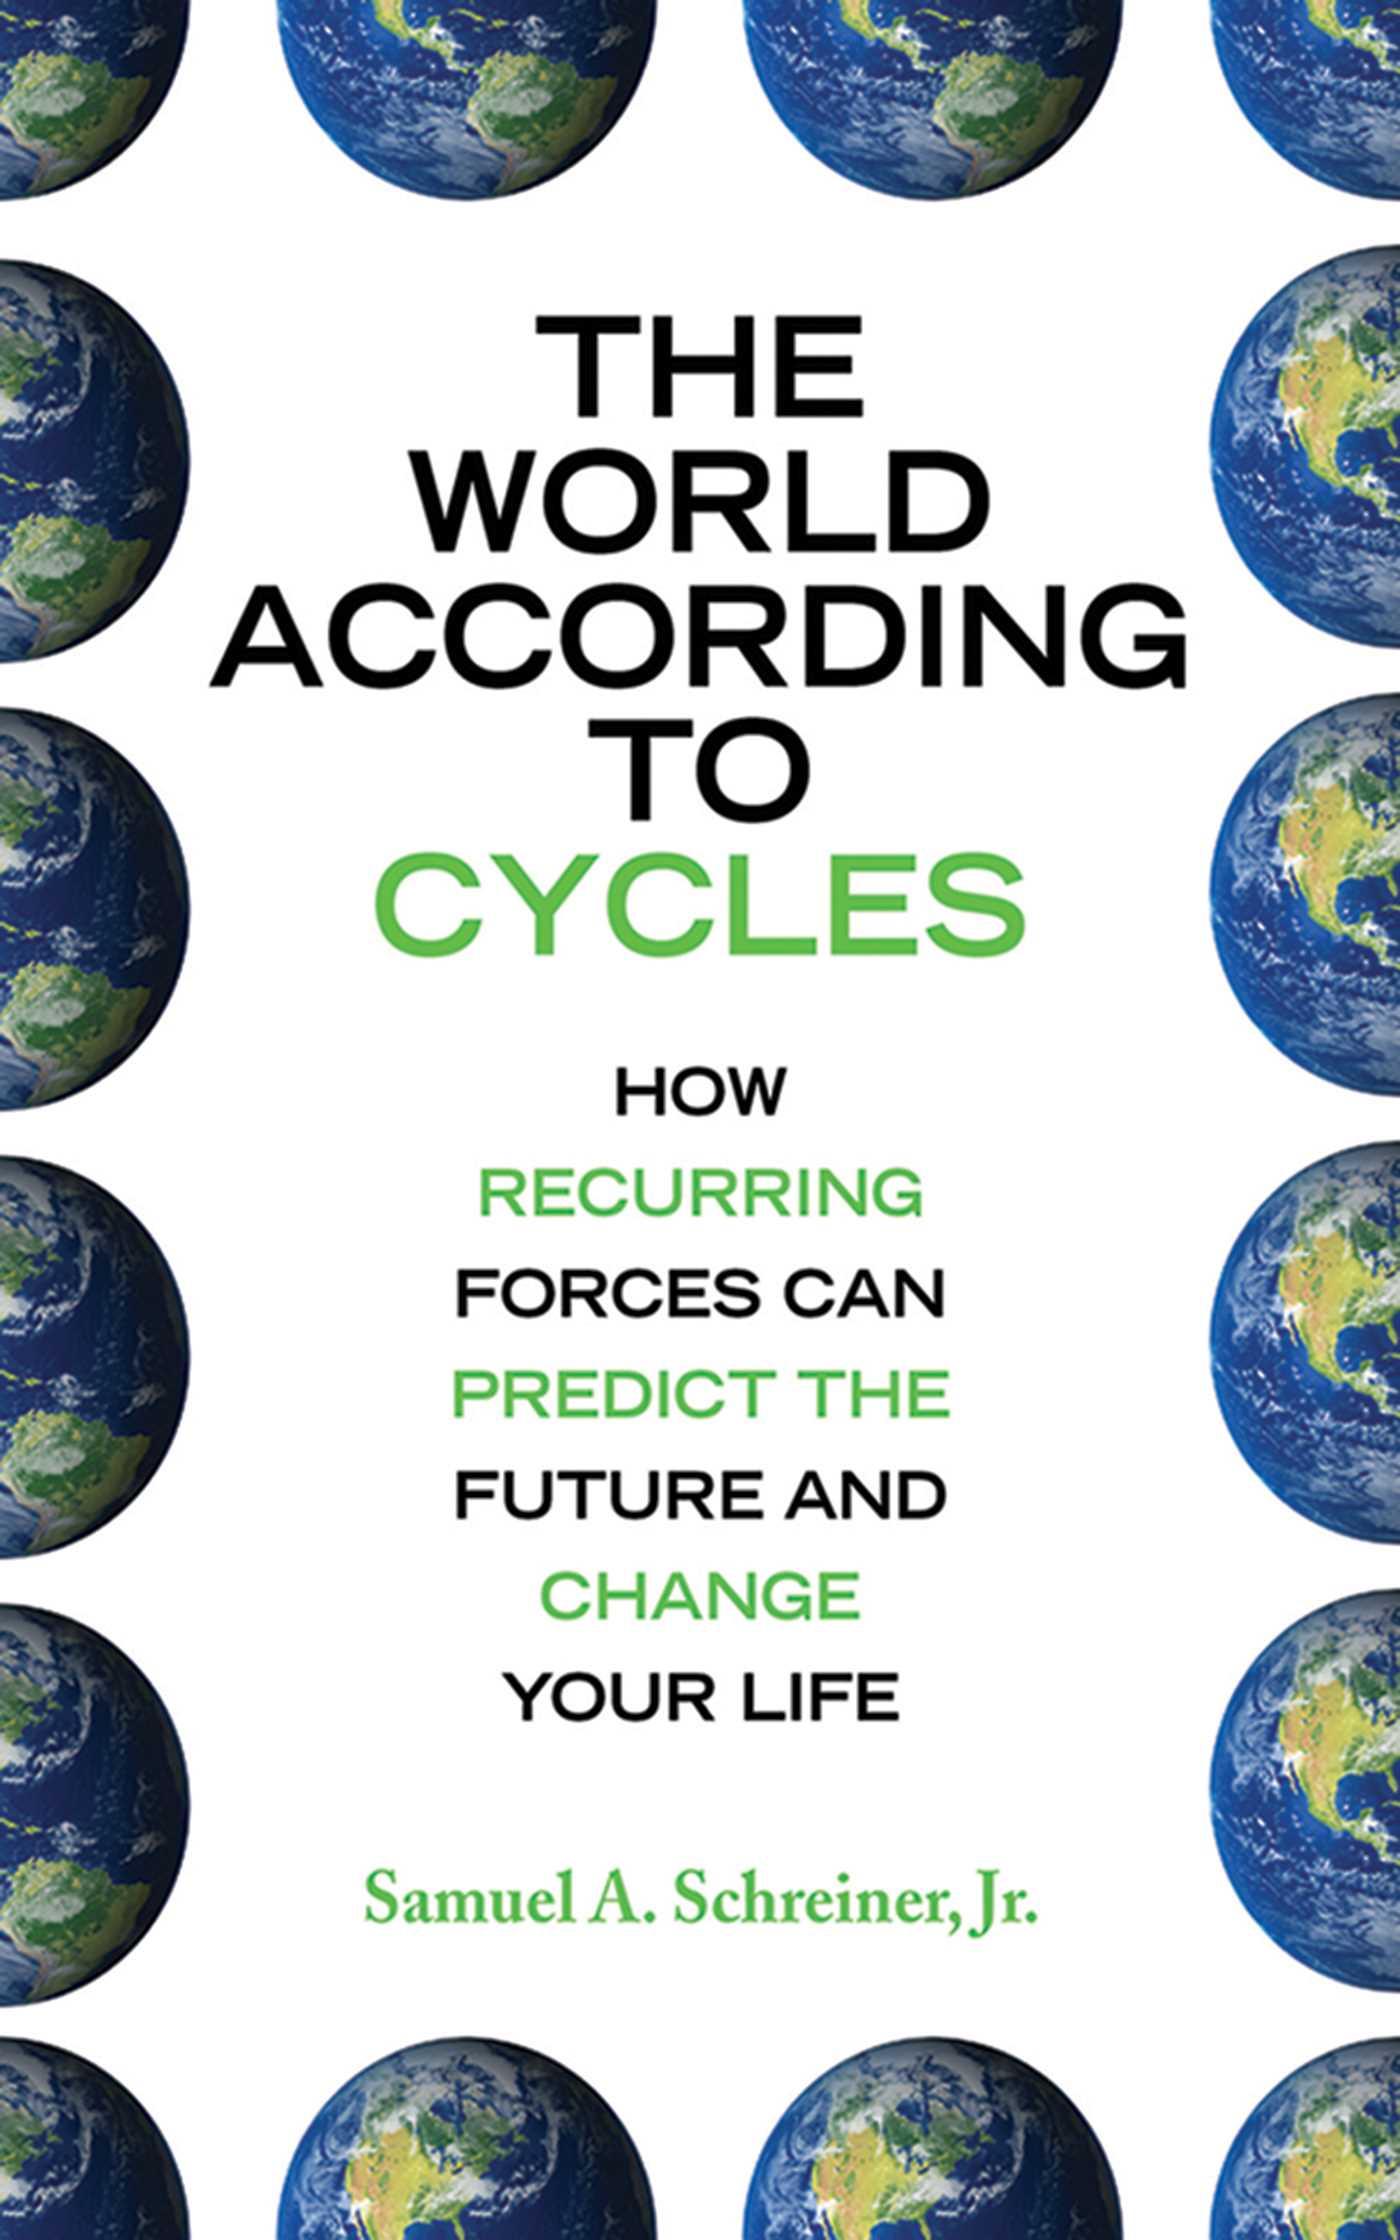 THE
WORLD
ACCORDING
TO
CYCLES
HOW
RECURRING
FORCES CAN
PREDICT THE
FUTURE AND
CHANGE
YOUR LIFE
Samuel A. Schreiner, Jr.